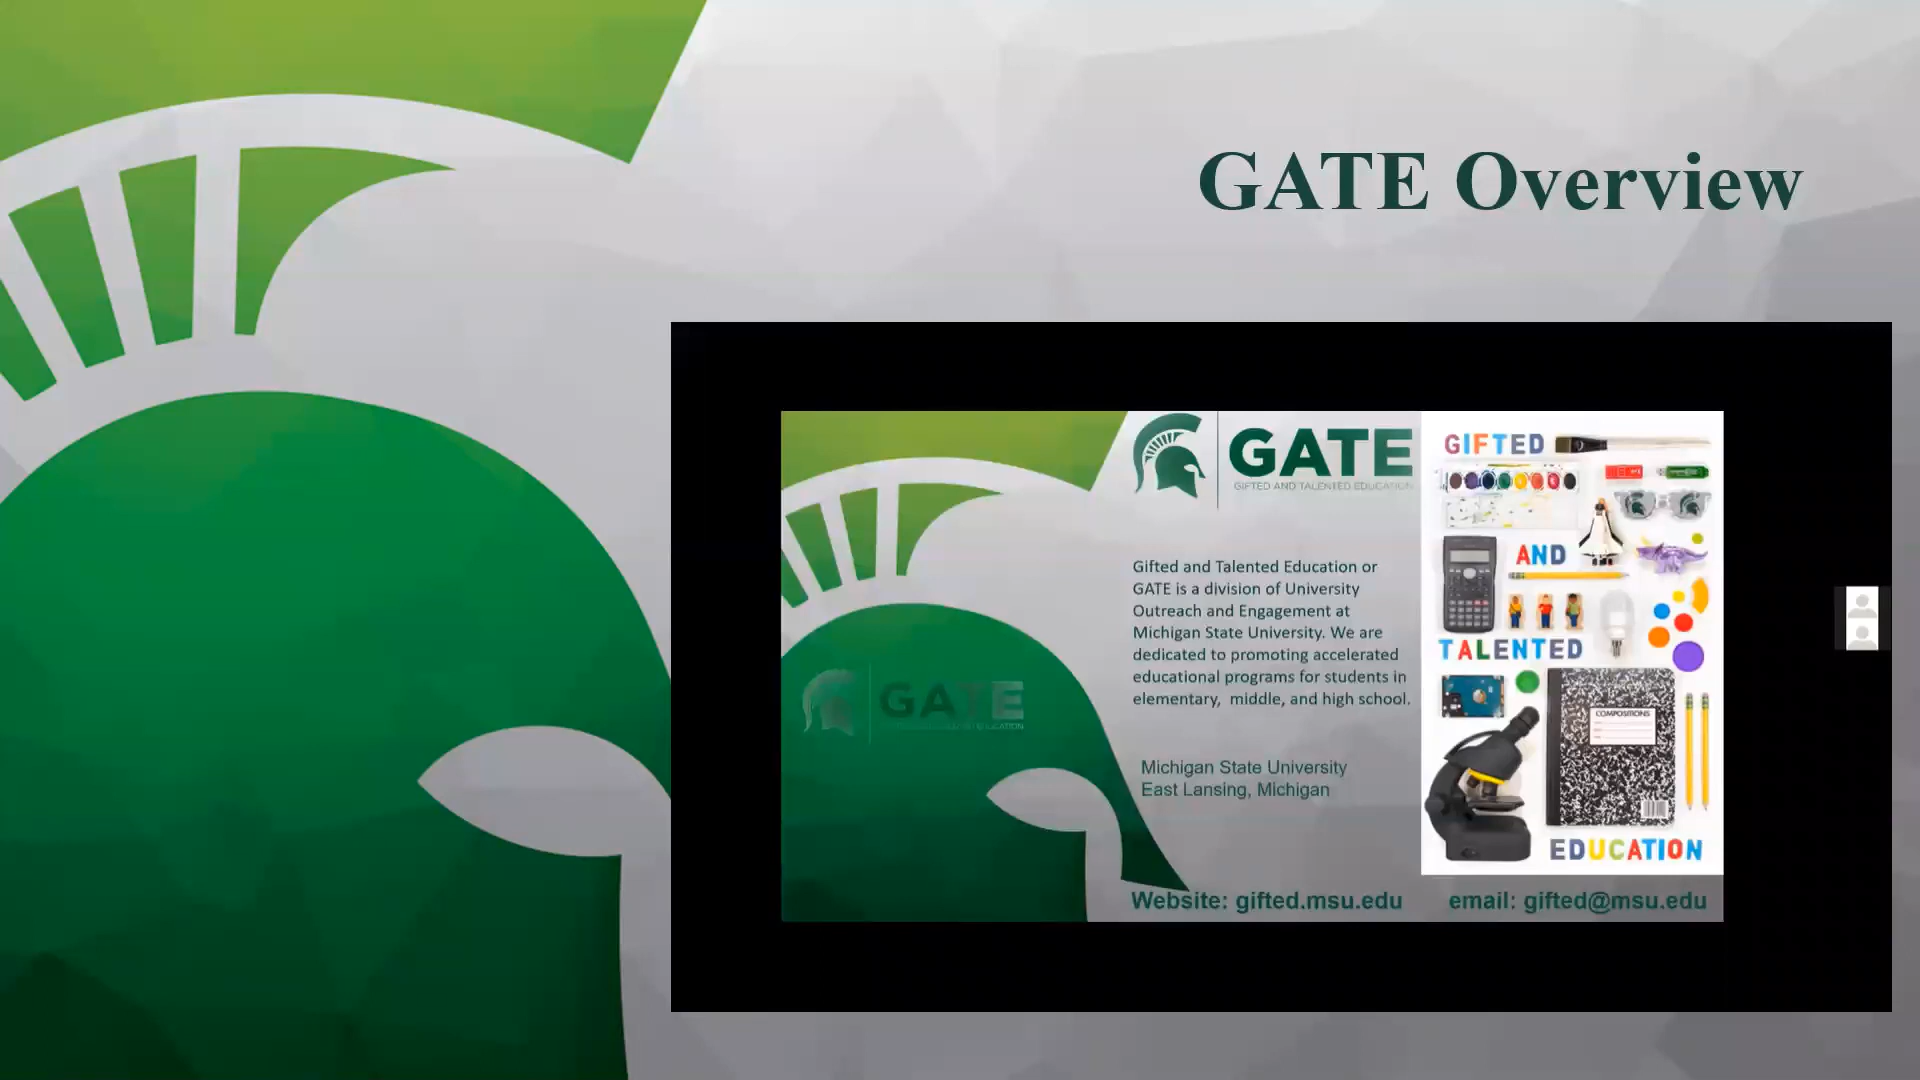 GATE Overview
GATE
GIFTED AND TALENTED EDUCATION
Gifted and Talented Education or
GATE is a division of University
Outreach and Engagement at
Michigan State University. We are
dedicated to promoting accelerated
educational programs for students in
elementary, middle, and high school.
GATE
Michigan State University
East Lansing, Michigan
Website: gifted.msu.edu
email: gifted@msu.edu
GIFTED
AND
TALENTED
COMPOSITIONS
EDUCATION